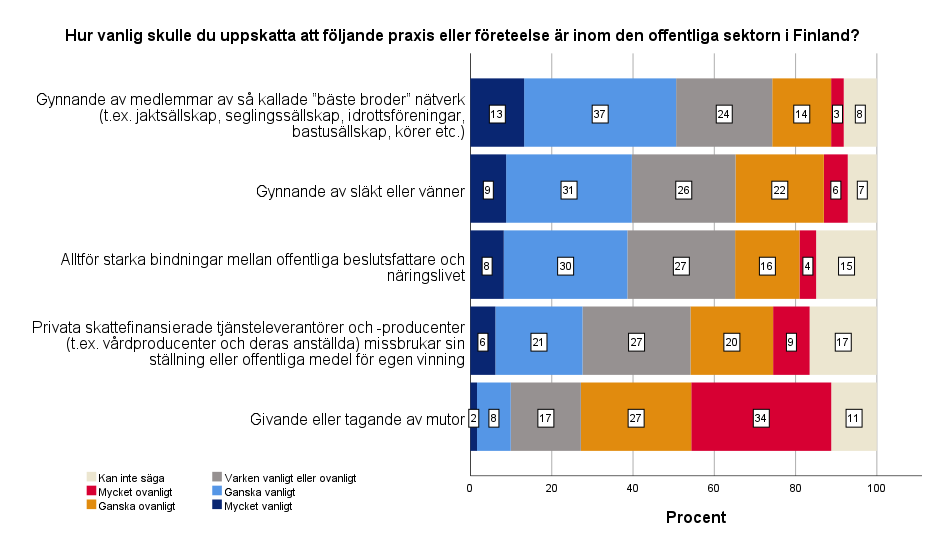 Hur vanlig skulle du uppskatta att följande praxis eller företeelse är inom den offentliga sektorn i Finland?
Gynnande av medlemmar av så kallade ”bäste broder” nätverk
(t.ex. jaktsällskap, seglingssällskap, idrottsföreningar,
bastusällskap, körer etc.)
13 37 24 14 3 8
Gynnande av släkt eller vänner
9 31 26 22 6 7
Alltför starka bindningar mellan offentliga beslutsfattare och
näringslivet
8 30 27 16 4 15
Privata skattefinansierade tjänsteleverantörer och -producenter
(t.ex. vårdproducenter och deras anställda) missbrukar sin
ställning eller offentliga medel för egen vinning
6 21 27 20 9 17
Givande eller tagande av mutor
2 8 17 27 34 11
0 20 40 60 80 100
Procent
Kan inte säga
Mycket ovanligt
Ganska ovanligt
Varken vanligt eller ovanligt
Ganska vanligt
Mycket vanligt